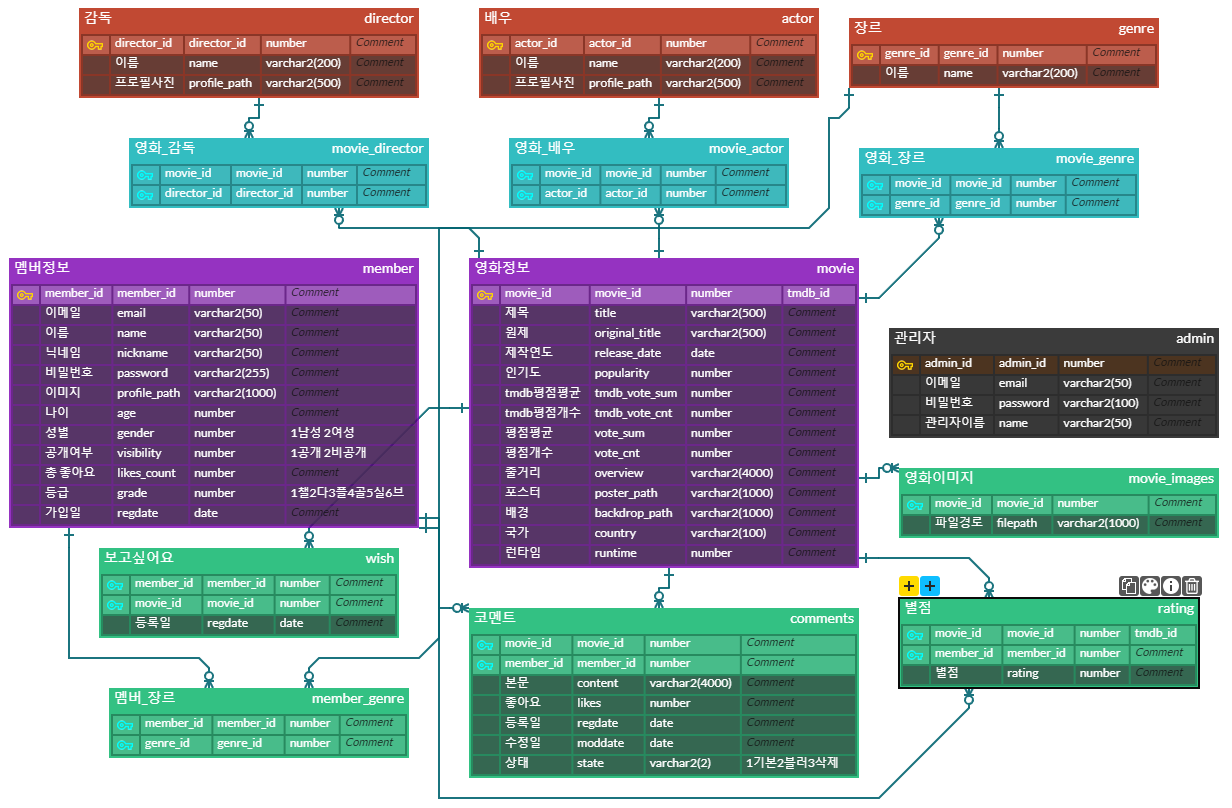 감독 director
director_id director_id number Comment
이름 name varchar2(200) Comment
프로필사진 profile_path varchar2(500) Comment
배우 actor
actor_id actor_id number Comment
이름 name varchar2(200) Comment
프로필사진 profile_path varchar2(500) Comment
장르 genre
genre_id genre_id number Comment
이름 name varchar2(200) Comment
영화_감독 movie_director
movie_id movie_id number Comment
director_id director_id number Comment
영화_배우 movie_actor
movie_id movie_id number Comment
actor_id actor_id number Comment
영화_장르 movie_genre
movie_id movie_id number Comment
genre_id genre_id number Comment
멤버정보 member
member_id member_id number Comment
이메일 email varchar2(50) Comment
이름 name varchar2(50) Comment
닉네임 nickname varchar2(50) Comment
비밀번호 password varchar2(255) Comment
이미지 profile_path varchar2(1000) Comment
나이 age number Comment
성별 gender number 1남성 2여성
공개여부 visibility number 1공개 2비공개
총 좋아요 likes_count number Comment
등급 grade number 1챌2다3플4골5실6브
가입일 regdate date Comment
영화정보 movie
movie_id movie_id number tmdb_id
제목 title varchar2(500) Comment
원제 original_title varchar2(500) Comment
제작연도 release_date date Comment
인기도 popularity number Comment
tmdb평점평균 tmdb_vote_sum number Comment
tmdb평점개수 tmdb_vote_cnt number Comment
평점평균 vote_sum number Comment
평점개수 vote_cnt number Comment
줄거리 overview varchar2(4000) Comment
포스터 poster_path varchar2(1000) Comment
배경 backdrop_path varchar2(1000) Comment
국가 country varchar2(100) Comment
런타임 runtime number Comment
관리자 admin
admin_id admin_id number Comment
이메일 email varchar2(50) Comment
비밀번호 password varchar2(100) Comment
관리자이름 name varchar2(50) Comment
영화이미지 movie_images
movie_id movie_id number Comment
파일경로 filepath varchar2(1000) Comment
보고싶어요 wish
member_id member_id number Comment
movie_id movie_id number Comment
등록일 regdate date Comment
별점 rating
movie_id movie_id number tmdb_id
member_id member_id number Comment
별점 rating number Comment
코멘트 comments
movie_id movie_id number Comment
member_id member_id number Comment
본문 content varchar2(4000) Comment
좋아요 likes number Comment
등록일 regdate date Comment
수정일 moddate date Comment
상태 state varchar2(2) 1기본2블러3삭제
멤버_장르 member_genre
member_id member_id number Comment
genre_id genre_id number Comment